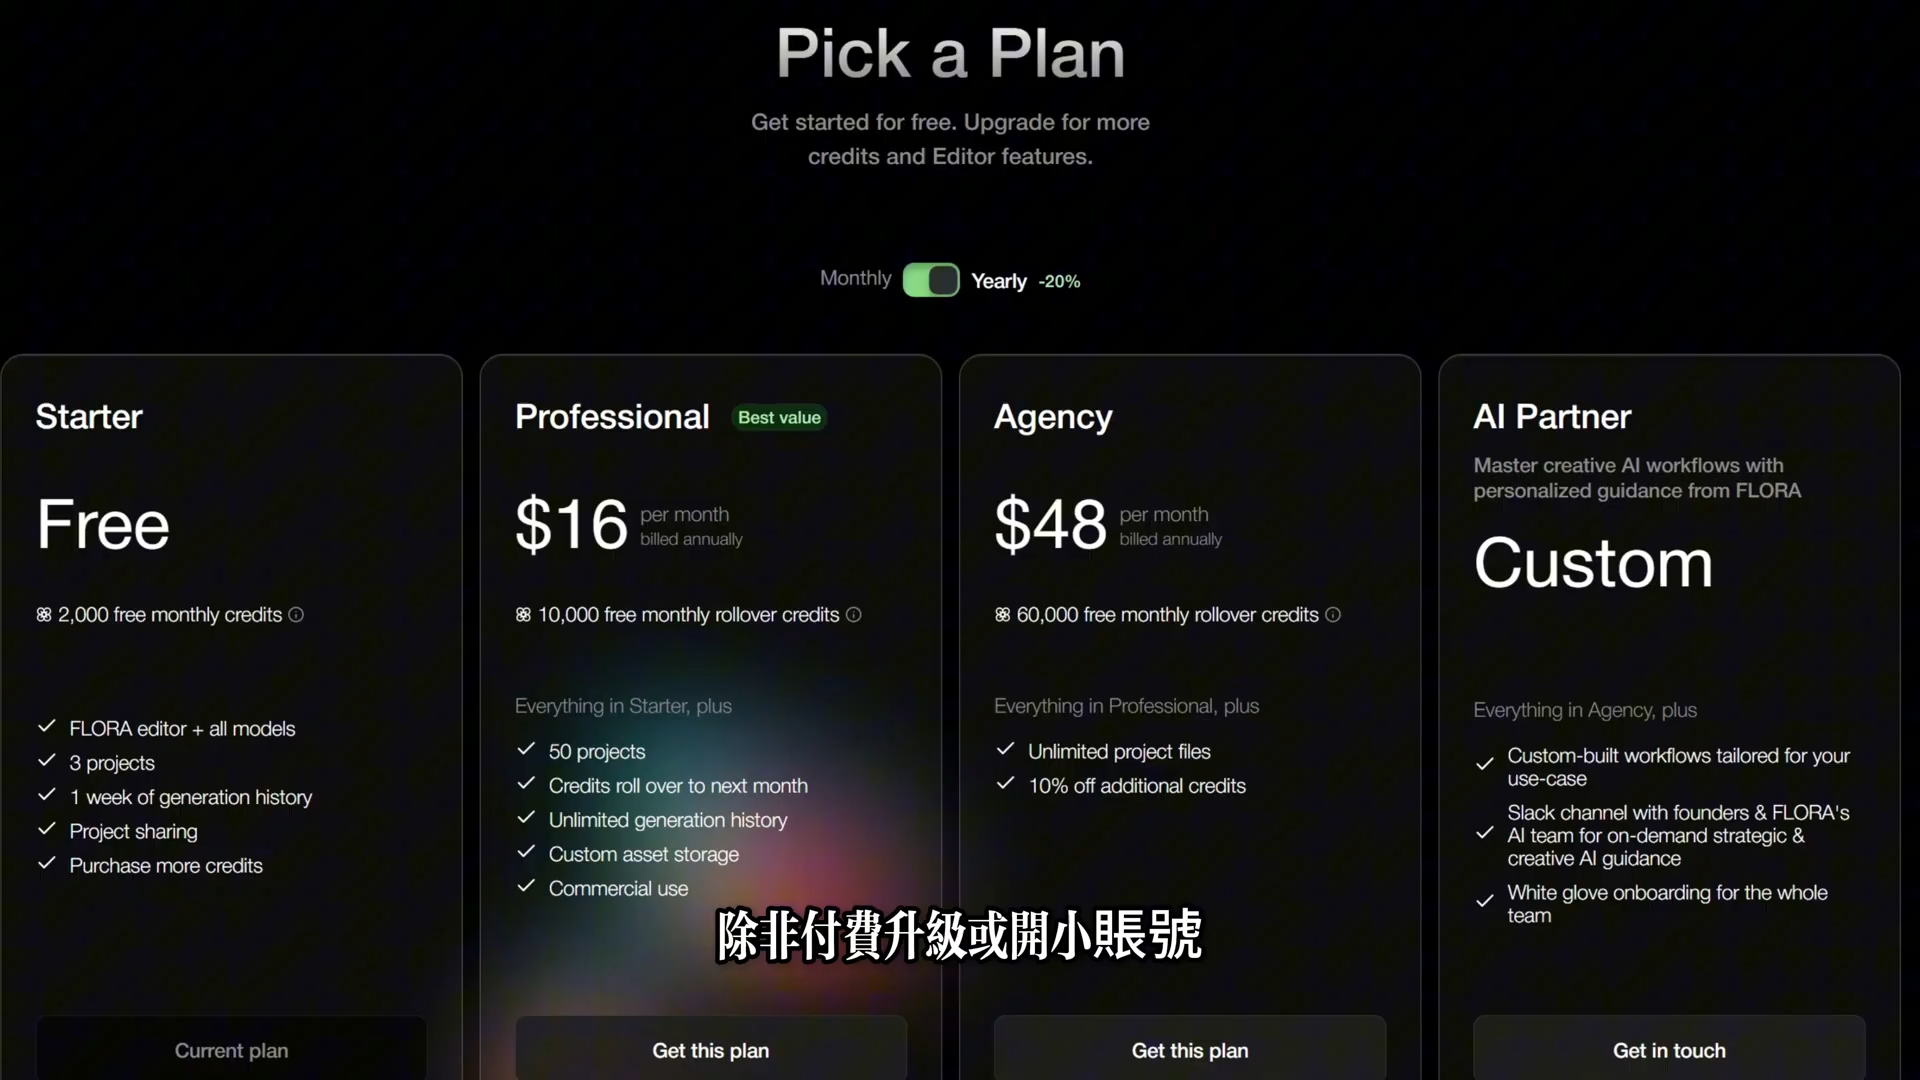 Pick a Plan
Get started for free. Upgrade for more
credits and Editor features.
Monthly
Yearly -20%
Starter
Free
2,000 free monthly credits
FLORA editor + all models
3 projects
1 week of generation history
Project sharing
Purchase more credits
Current plan
Professional
Best value
$16
per month
billed annually
10,000 free monthly rollover credits
Everything in Starter, plus
50 projects
Credits roll over to next month
Unlimited generation history
Custom asset storage
Commercial use
Get this plan
Agency
$48
per month
billed annually
60,000 free monthly rollover credits
Everything in Professional, plus
Unlimited project files
10% off additional credits
Get this plan
AI Partner
Master creative AI workflows with
personalized guidance from FLORA
Custom
Everything in Agency, plus
Custom-built workflows tailored for your
use-case
Slack channel with founders & FLORA's
AI team for on-demand strategic &
creative AI guidance
White glove onboarding for the whole
team
Get in touch
除非付費升級或開小賬號